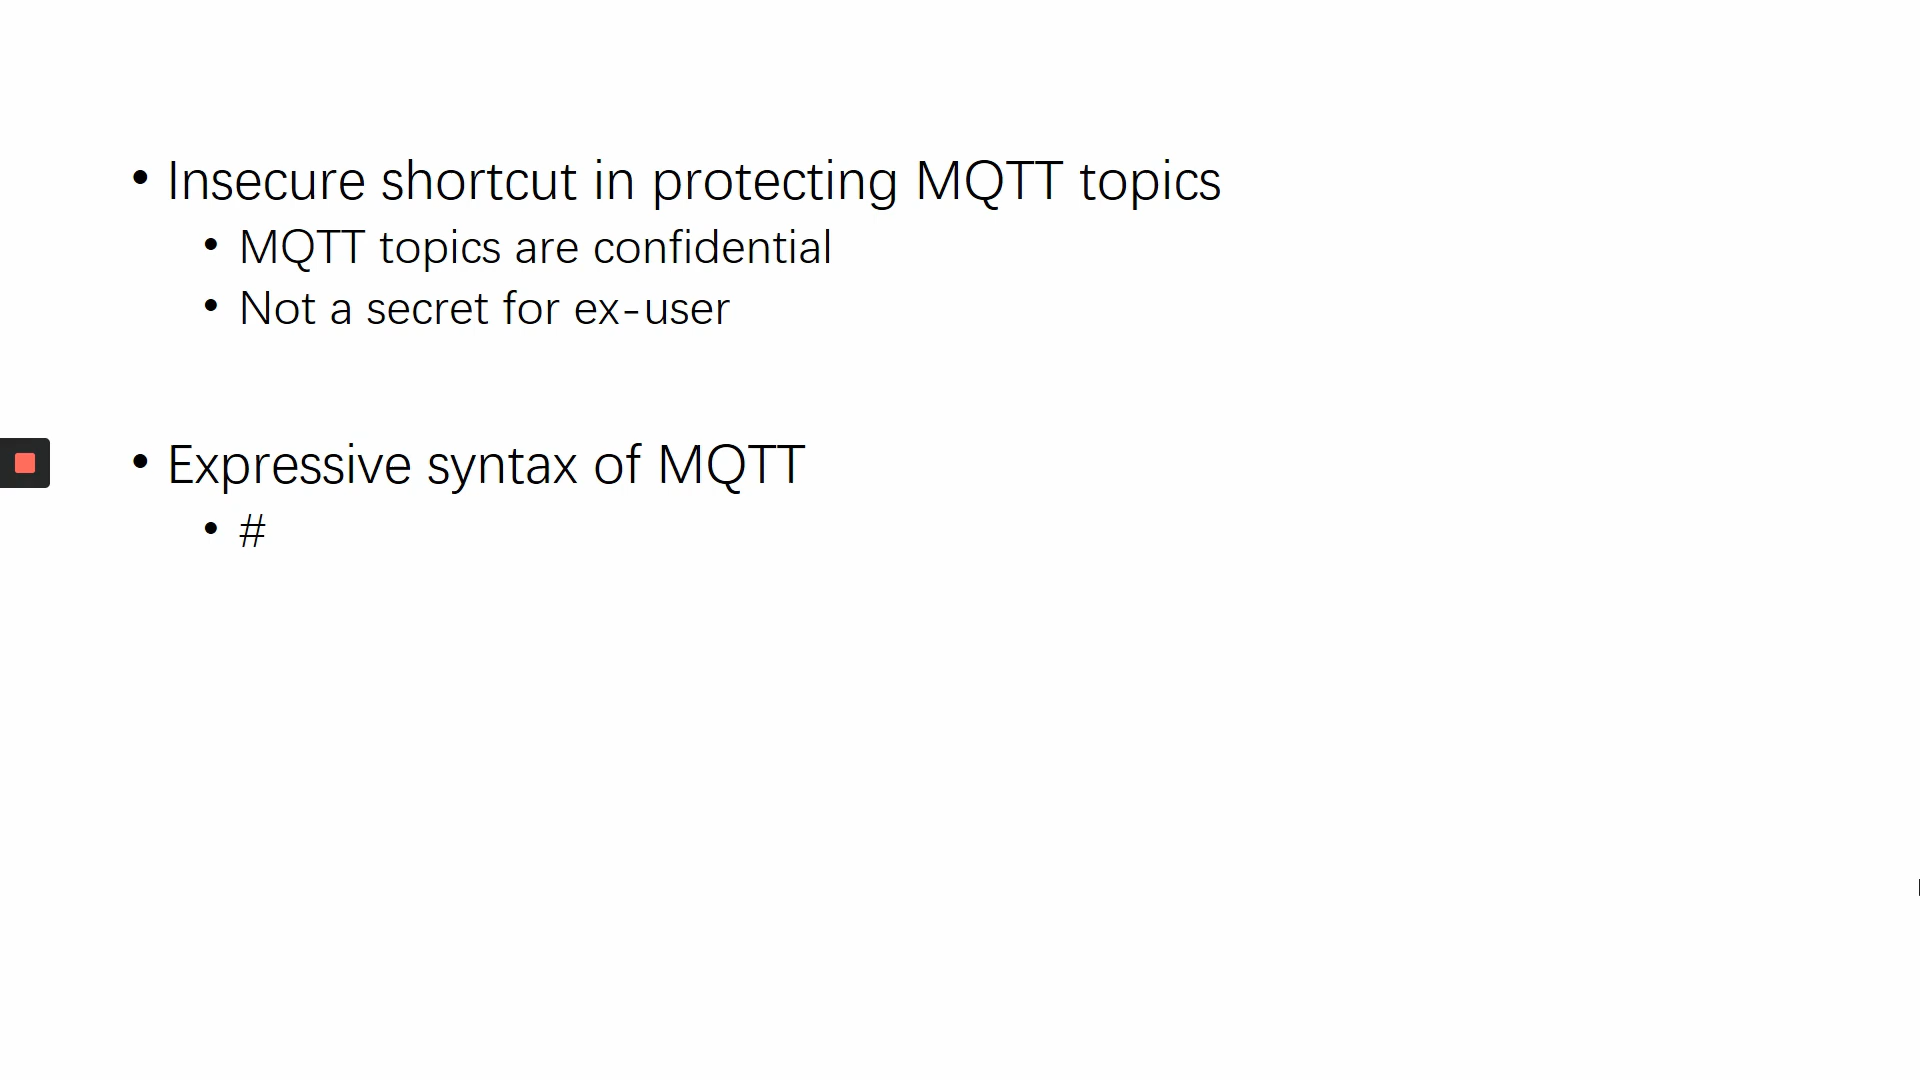 • Insecure shortcut in protecting MQTT topics
• MQTT topics are confidential
• Not a secret for ex-user
• Expressive syntax of MQTT
• #